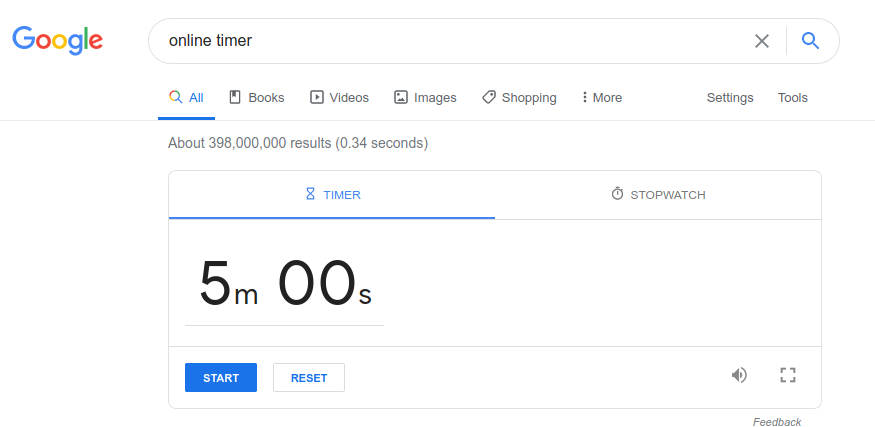 Google
online timer
All Books Videos Images Shopping More Settings Tools
About 398,000,000 results (0.34 seconds)
TIMER STOPWATCH
5m 00s
START RESET
Feedback